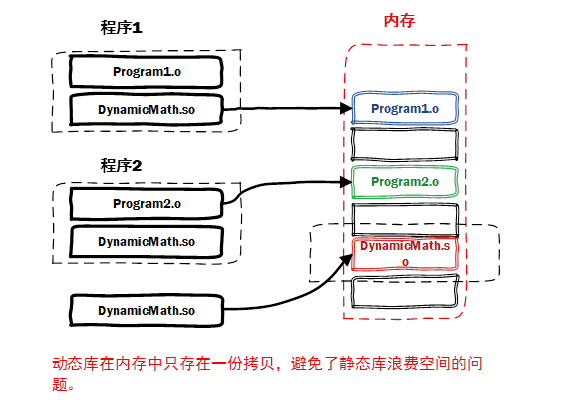 程序1
Program1.o
DynamicMath.so
程序2
Program2.o
DynamicMath.so
DynamicMath.so
内存
Program1.o
Program2.o
DynamicMath.s
o
动态库在内存中只存在一份拷贝，避免了静态库浪费空间的问
题。